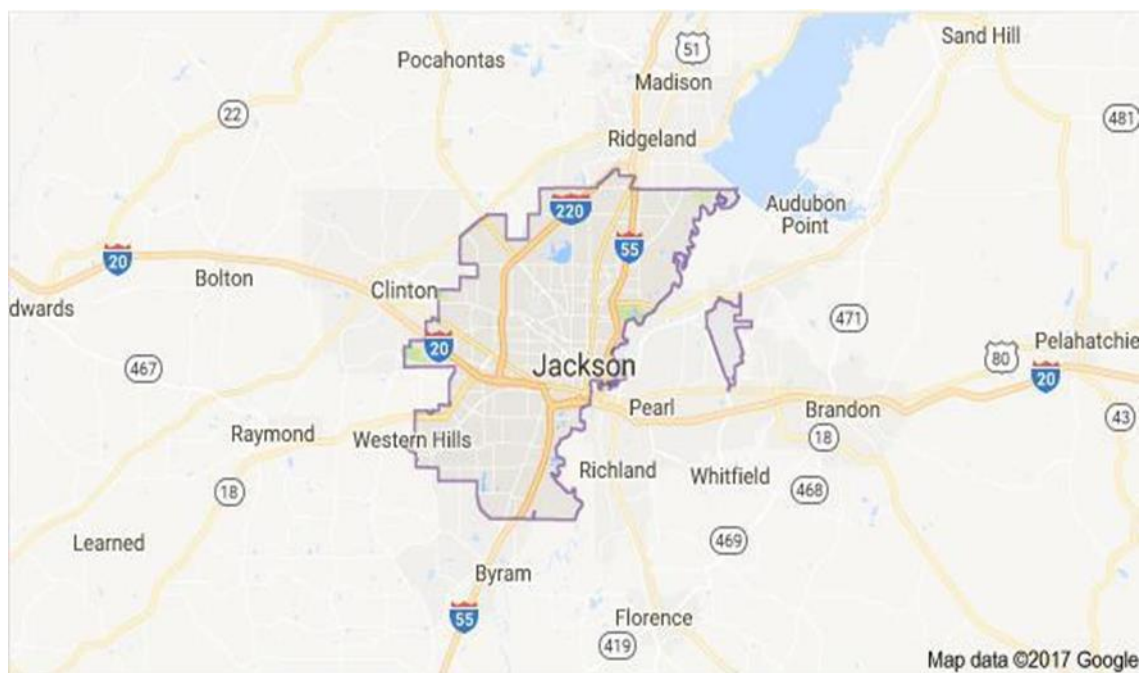 Sand Hill
51
Pocahontas
Madison
22
481
Ridgeland
Audubon
Point
220
55
20
Bolton
Clinton
dwards
471
20
Pelahatchie
80
467
Jackson
20
Pearl
Brandon
43
Raymond
Western Hills
18
Richland
Whitfield
18
468
Learned
469
Byram
55
Florence
419
Map data ©2017 Google